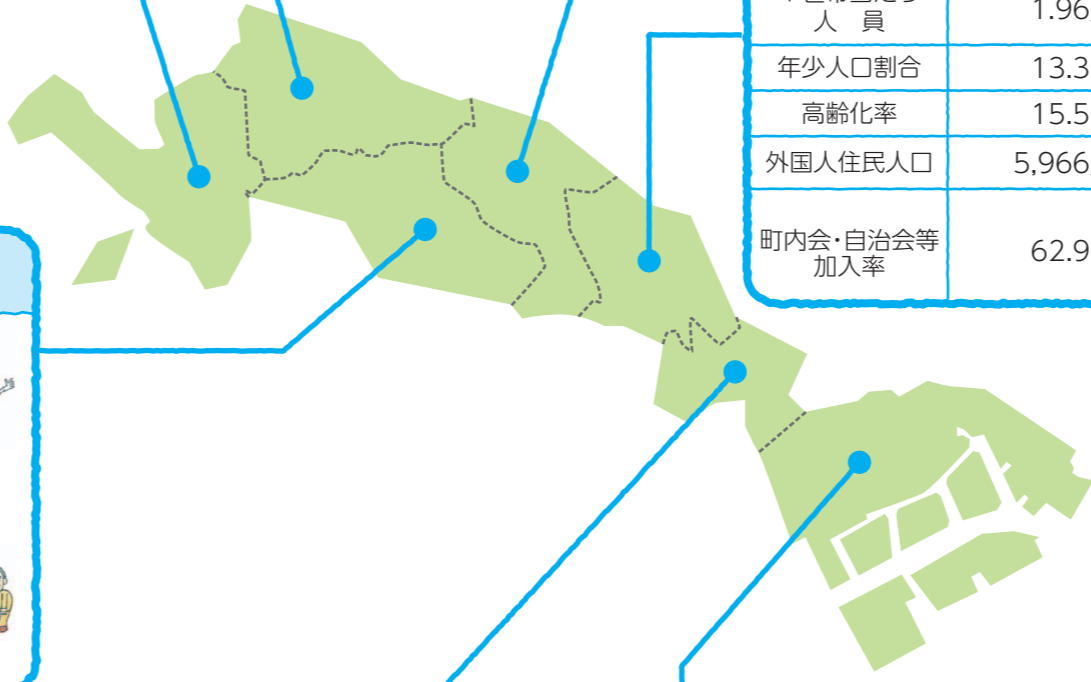 人 員
1.96
年少人口割合
13.3
高齢化率
15.5
外国人住民人口
5,966
町内会・自治会等
加入率
62.9